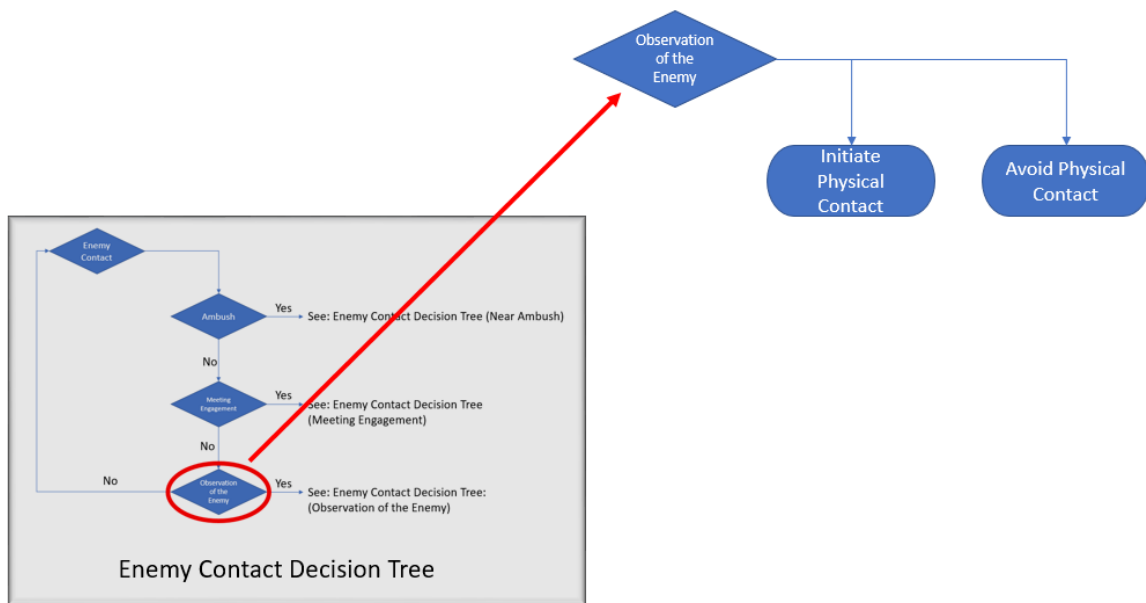 Observation
of the
Enemy
Initiate
Physical
Contact
Avoid Physical
Contact
Enemy
Contact
Ambush
Yes
See: Enemy Contact Decision Tree (Near Ambush)
No
Meeting
Engagement
Yes
See: Enemy Contact Decision Tree
(Meeting Engagement)
No
No
Observation
of the
Enemy
Yes
See: Enemy Contact Decision Tree:
(Observation of the Enemy)
Enemy Contact Decision Tree